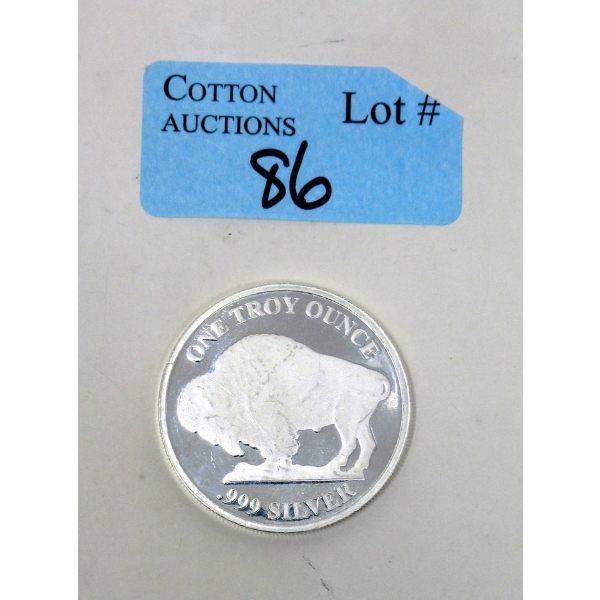 COTTON
AUCTIONS
Lot #
86
ONE TROY OUNCE
.999 SILVER